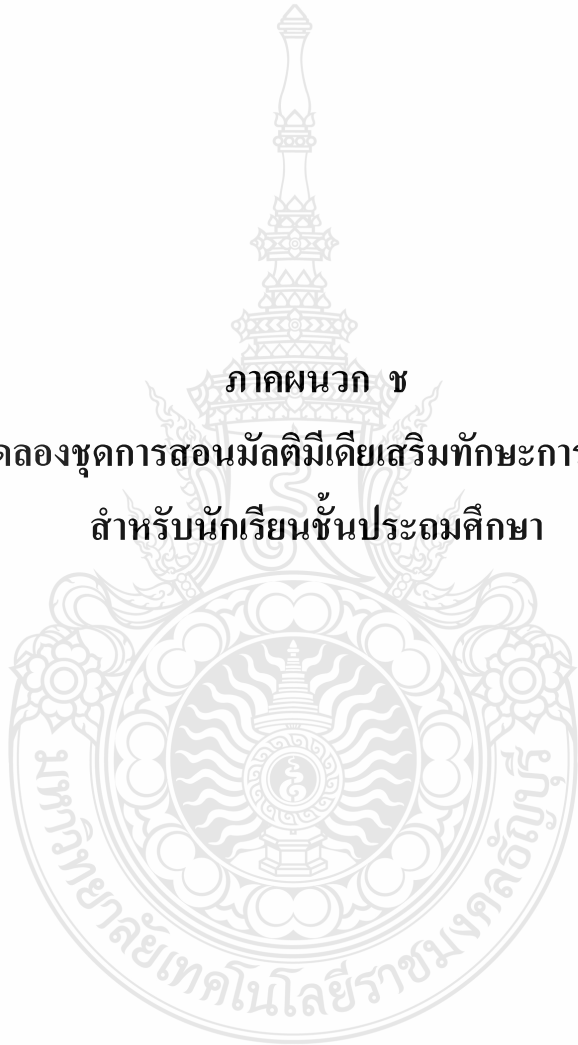 ภาคผนวก ช
ดลองชุดการสอนมัลติมีเดียเสริมทักษะการ
สำหรับนักเรียนชั้นประถมศึกษา
มหาวิทยาลัยเทคโนโลยีราชมงคลธัญบุรี